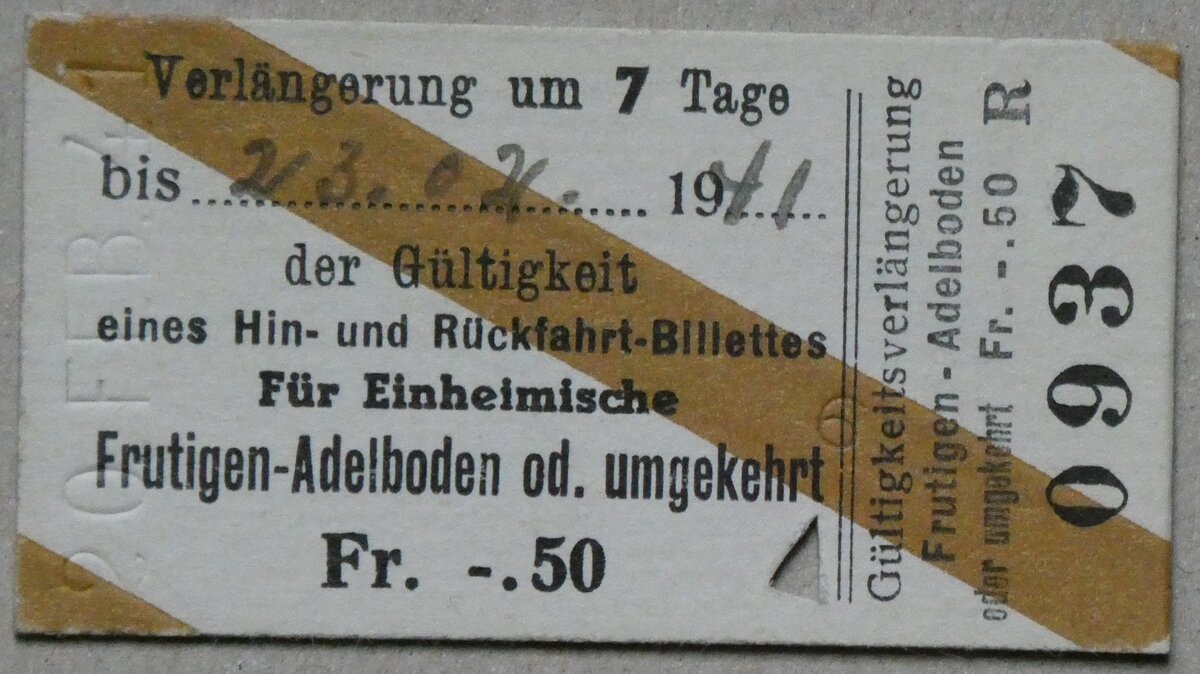 Verlängerung um 7 Tage
bis 23. 02. 1941
der Gültigkeit
eines Hin- und Rückfahrt-Billettes
Für Einheimische
Frutigen-Adelboden od. umgekehrt
Fr. -.50
Gültigkeitsverlängerung
Frutigen - Adelboden
oder umgekehrt Fr. -.50 R
0937